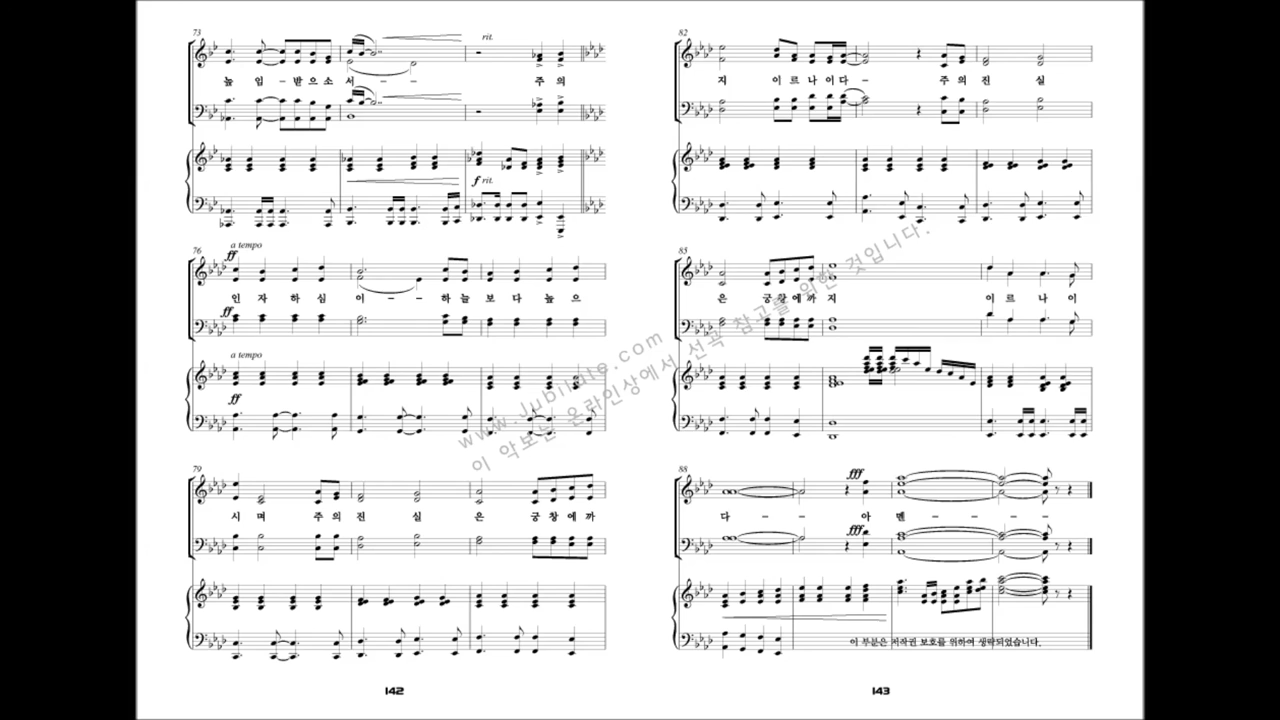 73
rit.
높 임 - 받으소 서 - - 주 의
f rit.
76
a tempo
ff
인 자 하 심 이 - - 하늘 보 다 높 으
ff
a tempo
ff
79
시 며 주 의 진 실 은 궁 창 에 까
142
82
지 이 르 나 이 다 - 주 의 진 실
85
은 궁창에까 지 이 르 나 이
88
fff
다 - - 아 멘 - - - -
fff
이 부분은 저작권 보호를 위하여 생략되었습니다.
143
www.Jubilate.com
이 악보는 온라인상에서 선곡 참고를 위한 것입니다.